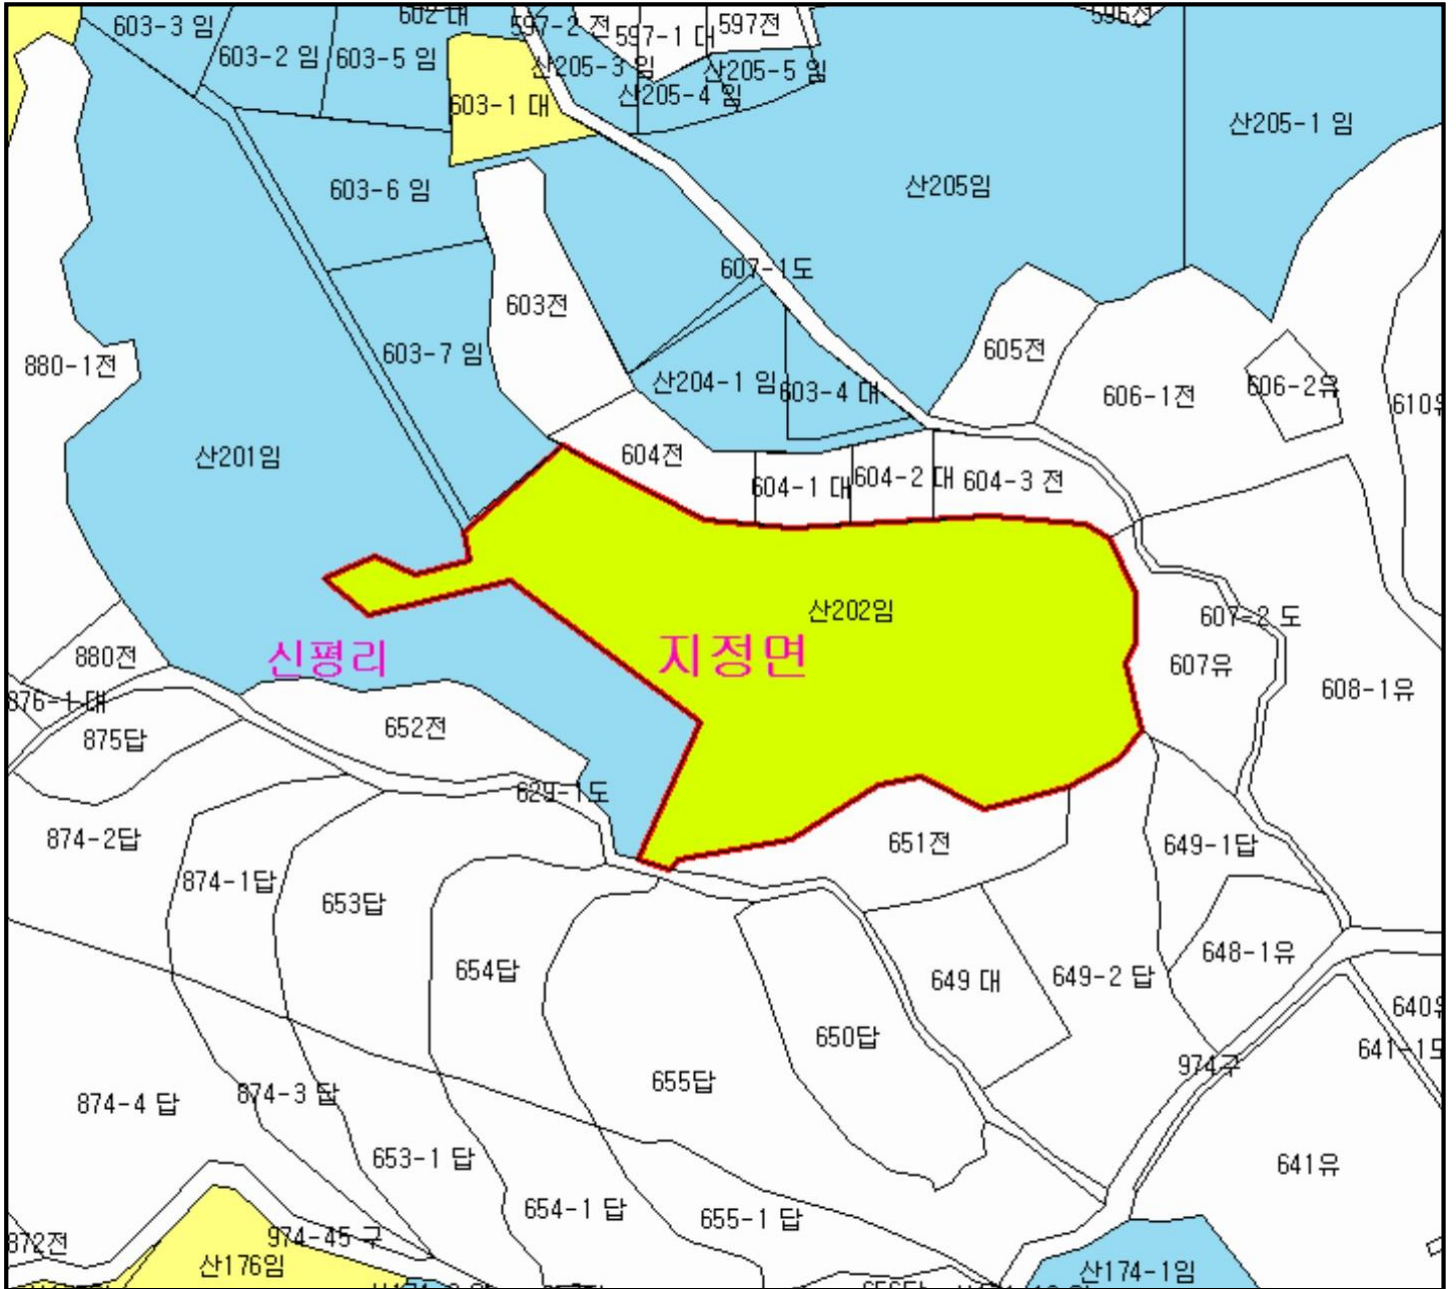 603-3 임
602 대
597-2 전
597-1 대
597전
596전
603-2 임
603-5 임
산205-3 임
산205-5 임
603-1 대
산205-4 임
산205-1 임
603-6 임
산205임
607-1도
603전
880-1전
603-7 임
605전
산204-1 임
603-4 대
606-1전
606-2유
산201임
604전
604-1 대
604-2 대
604-3 전
산202임
607-2 도
880전
신평리
지정면
607유
608-1유
876-1 대
875답
652전
629-1도
874-2답
651전
649-1답
874-1답
653답
648-1유
654답
649 대
649-2 답
650답
974구
655답
874-4 답
874-3 답
653-1 답
641유
654-1 답
655-1 답
872전
974-45 구
산176임
산174-1임